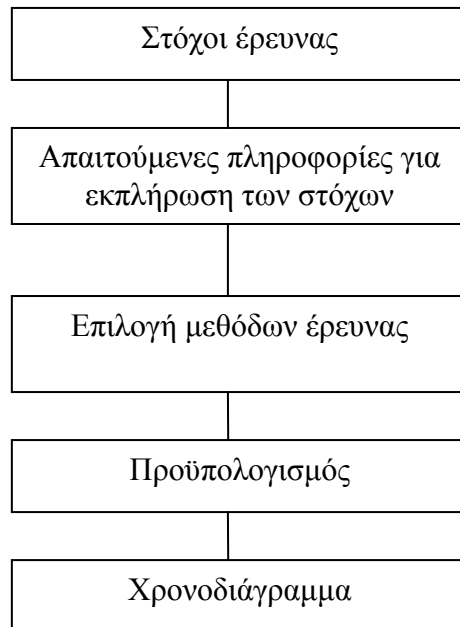 Στόχοι έρευνας
Απαιτούμενες πληροφορίες για
εκπλήρωση των στόχων
Επιλογή μεθόδων έρευνας
Προϋπολογισμός
Χρονοδιάγραμμα